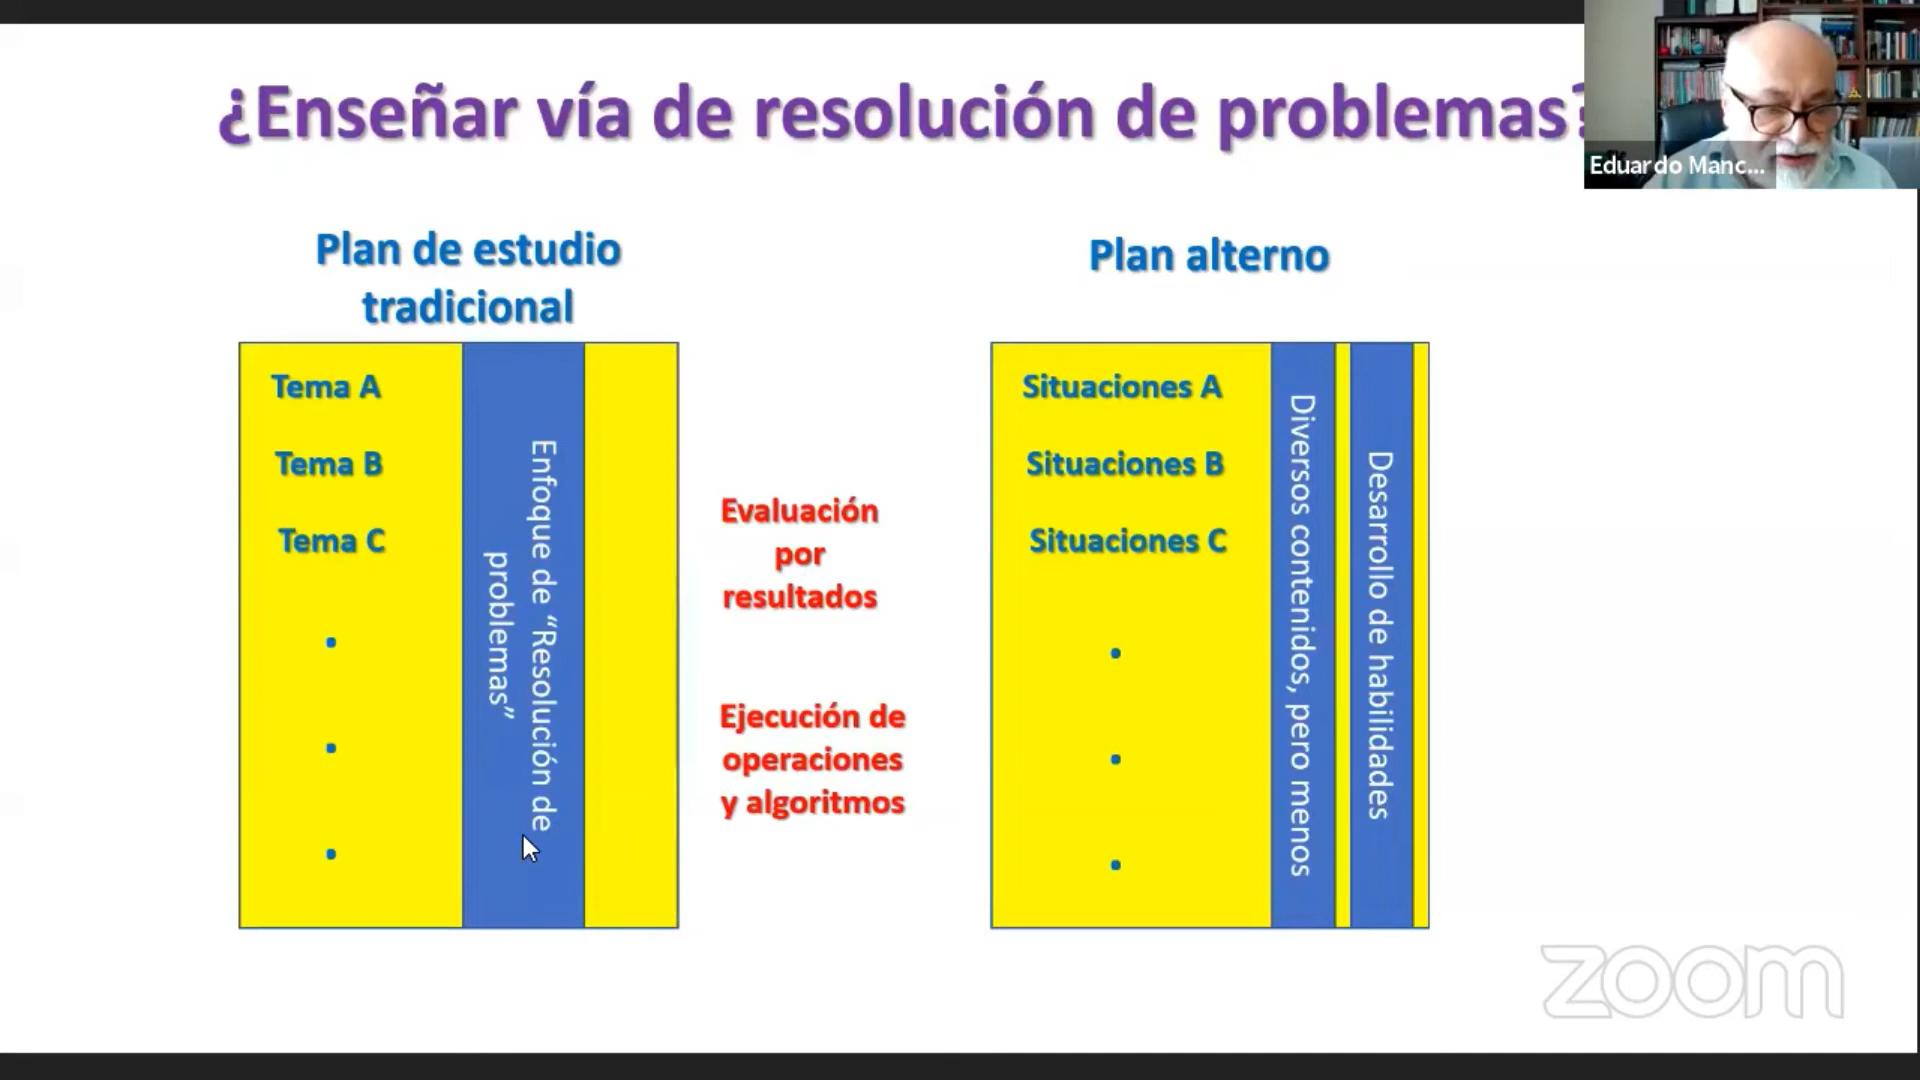 ¿Enseñar vía de resolución de problemas?
Eduardo Manc...
Plan de estudio
tradicional
Tema A
Tema B
Tema C
Enfoque de “Resolución de
problemas”
Evaluación
por
resultados
Ejecución de
operaciones
y algoritmos
Plan alterno
Situaciones A
Situaciones B
Situaciones C
Diversos contenidos, pero menos
Desarrollo de habilidades
zoom